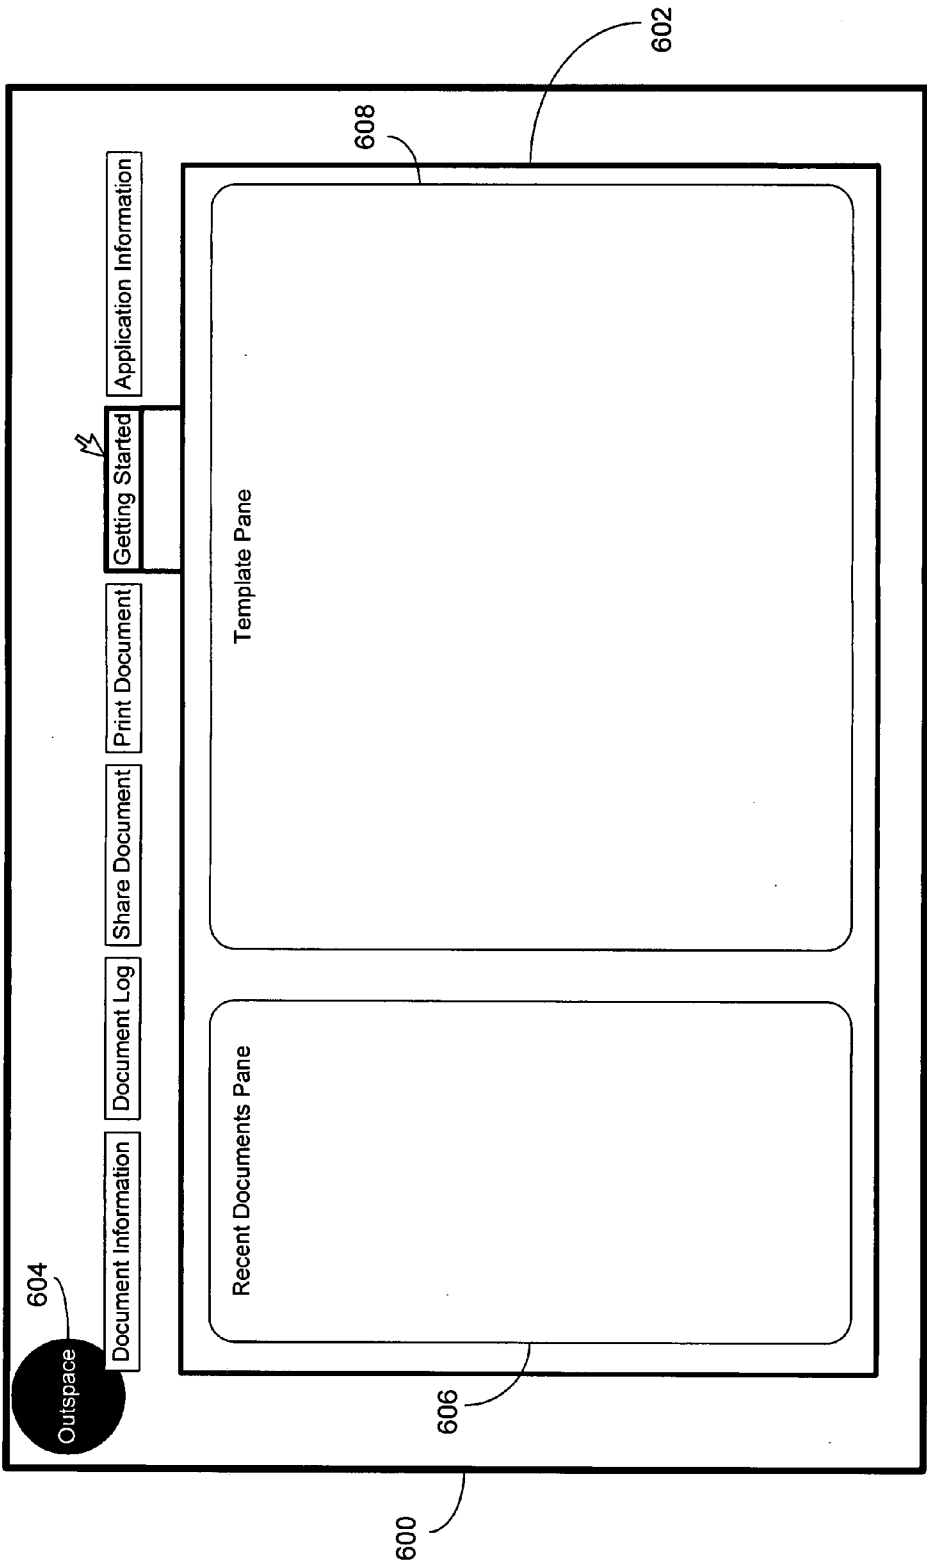 604
Outspace
Document Information
Document Log
Share Document
Print Document
Getting Started
Application Information
608
602
Recent Documents Pane
Template Pane
606
600